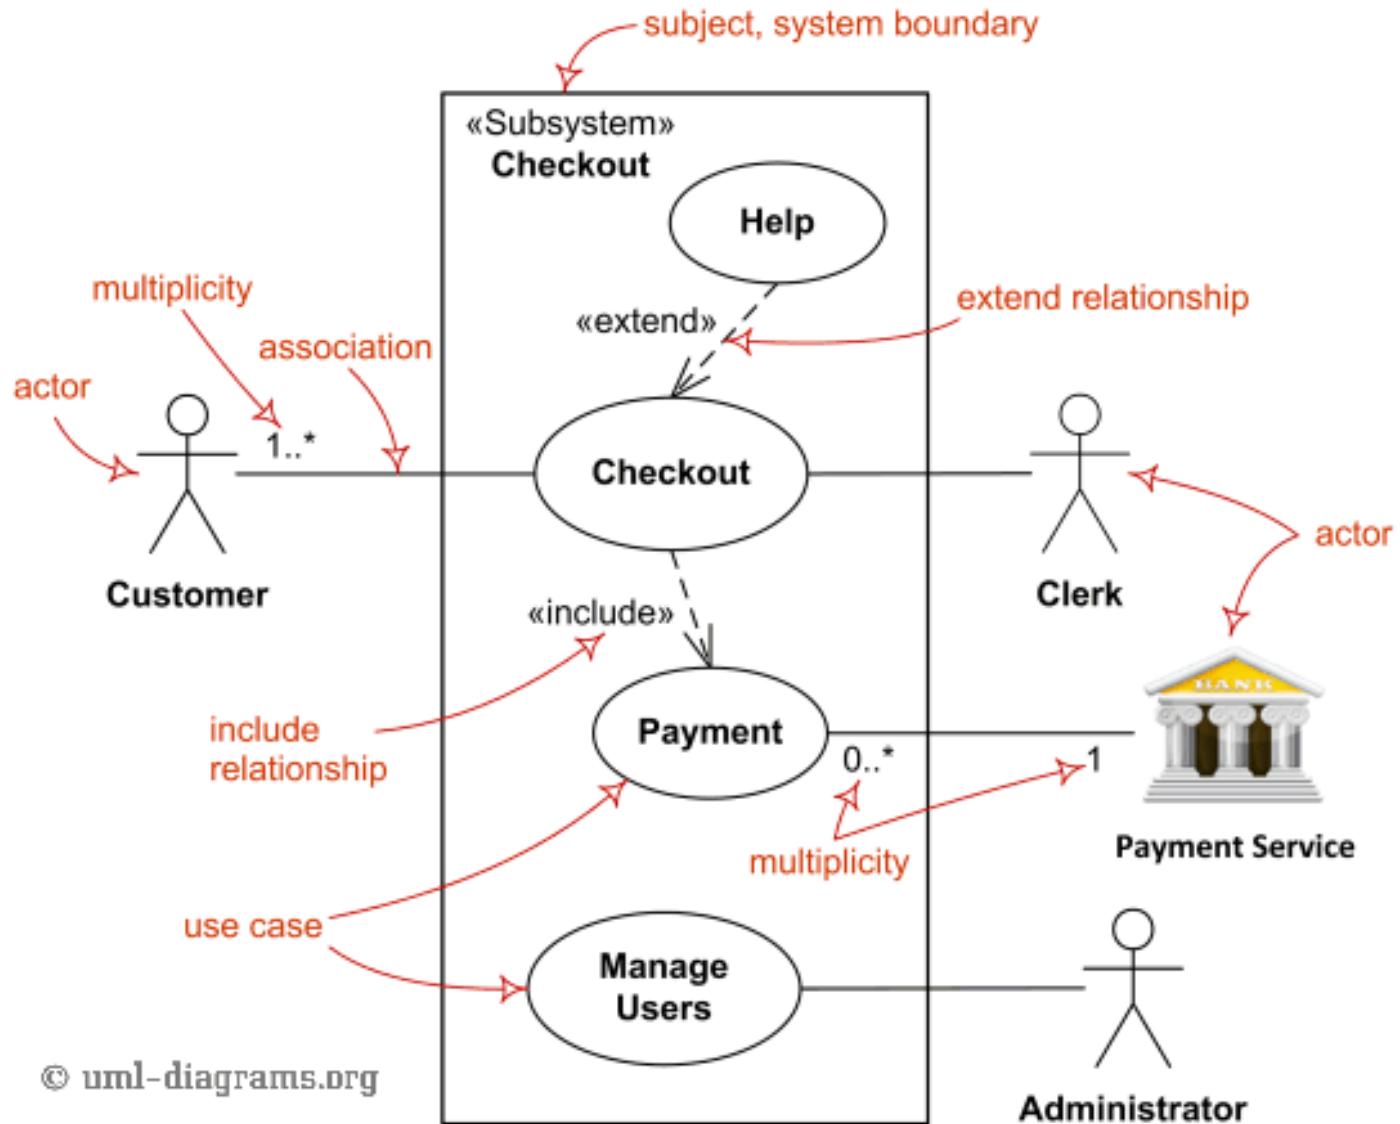 subject, system boundary
«Subsystem»
Checkout
Help
multiplicity
«extend»
extend relationship
association
actor
1..*
Checkout
actor
Customer
Clerk
«include»
BANK
include
relationship
Payment
0..*
1
multiplicity
Payment Service
use case
Manage
Users
© uml-diagrams.org
Administrator